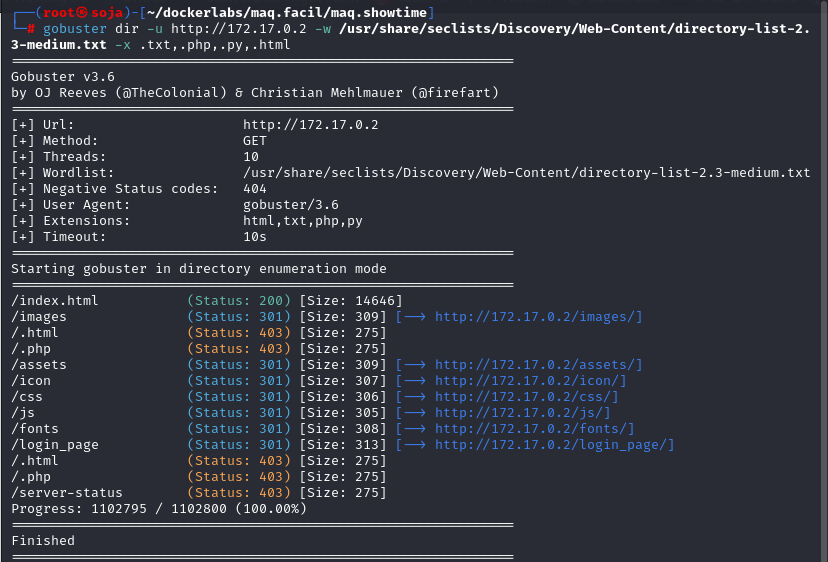 ┌──(root㉿soja)-[~/dockerlabs/maq.facil/maq.showtime]
└─# gobuster dir -u http://172.17.0.2 -w /usr/share/seclists/Discovery/Web-Content/directory-list-2.
3-medium.txt -x .txt,.php,.py,.html
===============================================================
Gobuster v3.6
by OJ Reeves (@TheColonial) & Christian Mehlmauer (@firefart)
===============================================================
[+] Url:                     http://172.17.0.2
[+] Method:                  GET
[+] Threads:                 10
[+] Wordlist:                /usr/share/seclists/Discovery/Web-Content/directory-list-2.3-medium.txt
[+] Negative Status codes:   404
[+] User Agent:              gobuster/3.6
[+] Extensions:              html,txt,php,py
[+] Timeout:                 10s
===============================================================
Starting gobuster in directory enumeration mode
===============================================================
/index.html           (Status: 200) [Size: 14646]
/images               (Status: 301) [Size: 309] [--> http://172.17.0.2/images/]
/.html                (Status: 403) [Size: 275]
/.php                 (Status: 403) [Size: 275]
/assets               (Status: 301) [Size: 309] [--> http://172.17.0.2/assets/]
/icon                 (Status: 301) [Size: 307] [--> http://172.17.0.2/icon/]
/css                  (Status: 301) [Size: 306] [--> http://172.17.0.2/css/]
/js                   (Status: 301) [Size: 305] [--> http://172.17.0.2/js/]
/fonts                (Status: 301) [Size: 308] [--> http://172.17.0.2/fonts/]
/login_page           (Status: 301) [Size: 313] [--> http://172.17.0.2/login_page/]
/.html                (Status: 403) [Size: 275]
/.php                 (Status: 403) [Size: 275]
/server-status        (Status: 403) [Size: 275]
Progress: 1102795 / 1102800 (100.00%)
===============================================================
Finished
===============================================================